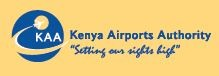 KAA
Kenya Airports Authority
"Setting our sights high"